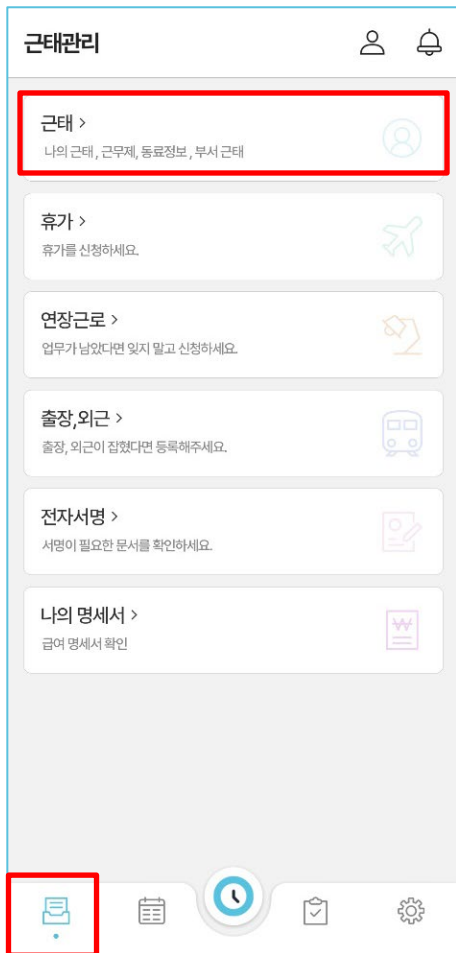 근태관리
근태 >
나의 근태 , 근무제, 동료정보 , 부서 근태
휴가 >
휴가를 신청하세요.
연장근로 >
업무가 남았다면 잊지 말고 신청하세요.
출장,외근 >
출장, 외근이 잡혔다면 등록해주세요.
전자서명 >
서명이 필요한 문서를 확인하세요.
나의 명세서 >
급여 명세서 확인